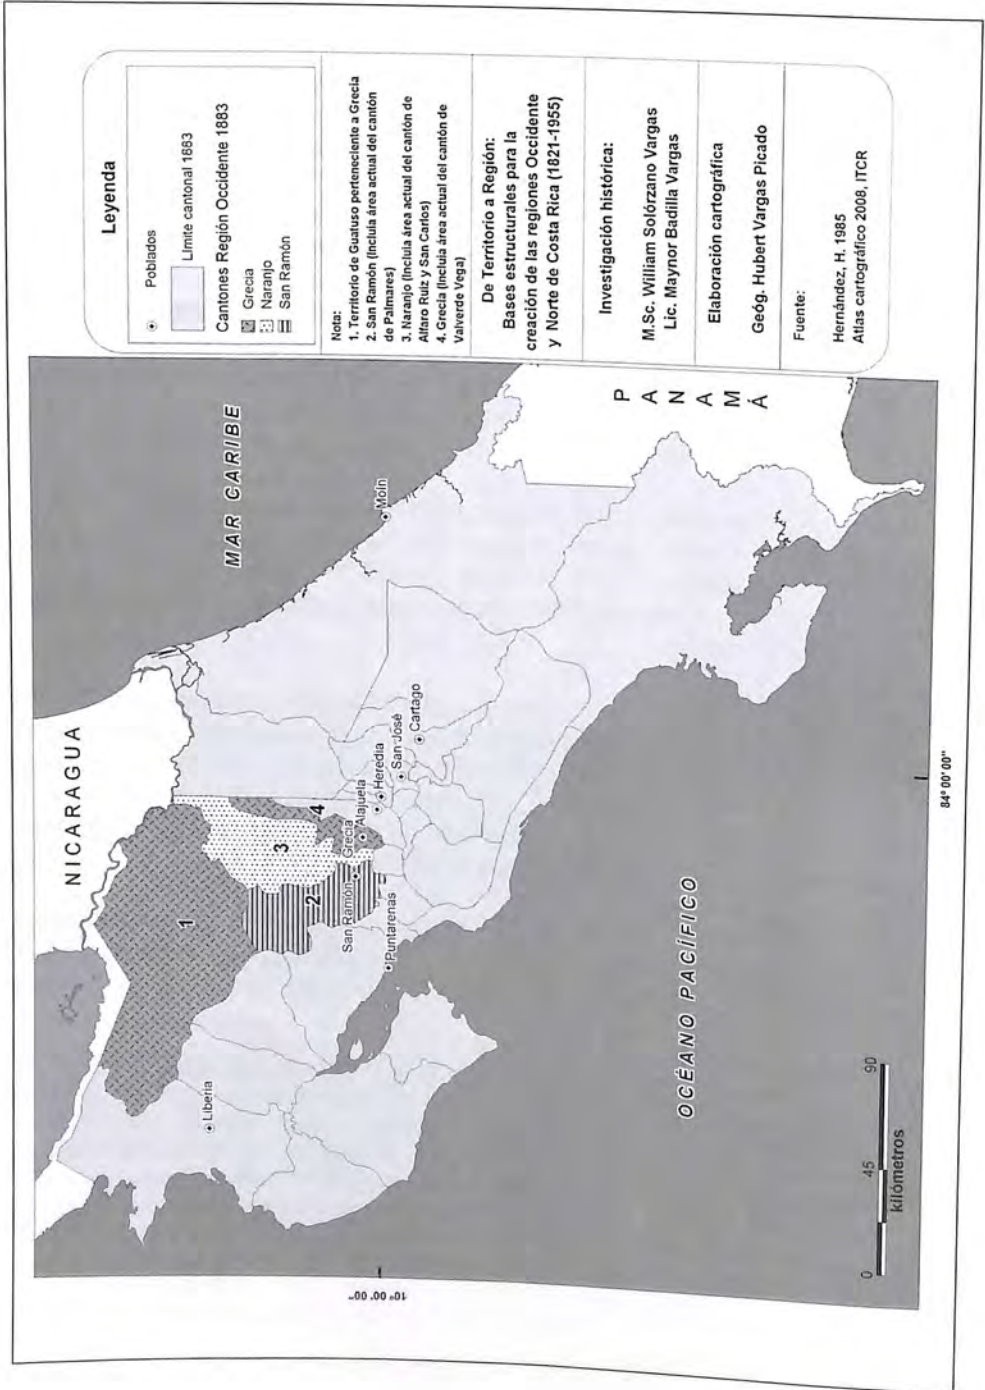 NICARAGUA
MAR CARIBE
PANAMÁ
OCÉANO PACÍFICO
1
2
3
4
Liberia
Puntarenas
San Ramón
Grecia
Alajuela
Heredia
San José
Cartago
Moín
10° 00' 00"
84° 00' 00"
0 45 90
kilómetros
Leyenda
Poblados
Límite cantonal 1883
Cantones Región Occidente 1883
Grecia
Naranjo
San Ramón
Nota:
1. Territorio de Guatuso perteneciente a Grecia
2. San Ramón (Incluía área actual del cantón
de Palmares)
3. Naranjo (Incluía área actual del cantón de
Alfaro Ruíz y San Carlos)
4. Grecia (Incluía área actual del cantón de
Valverde Vega)
De Territorio a Región:
Bases estructurales para la
creación de las regiones Occidente
y Norte de Costa Rica (1821-1955)
Investigación histórica:
M.Sc. William Solórzano Vargas
Lic. Maynor Badilla Vargas
Elaboración cartográfica
Geóg. Hubert Vargas Picado
Fuente:
Hernández, H. 1985
Atlas cartográfico 2008, ITCR